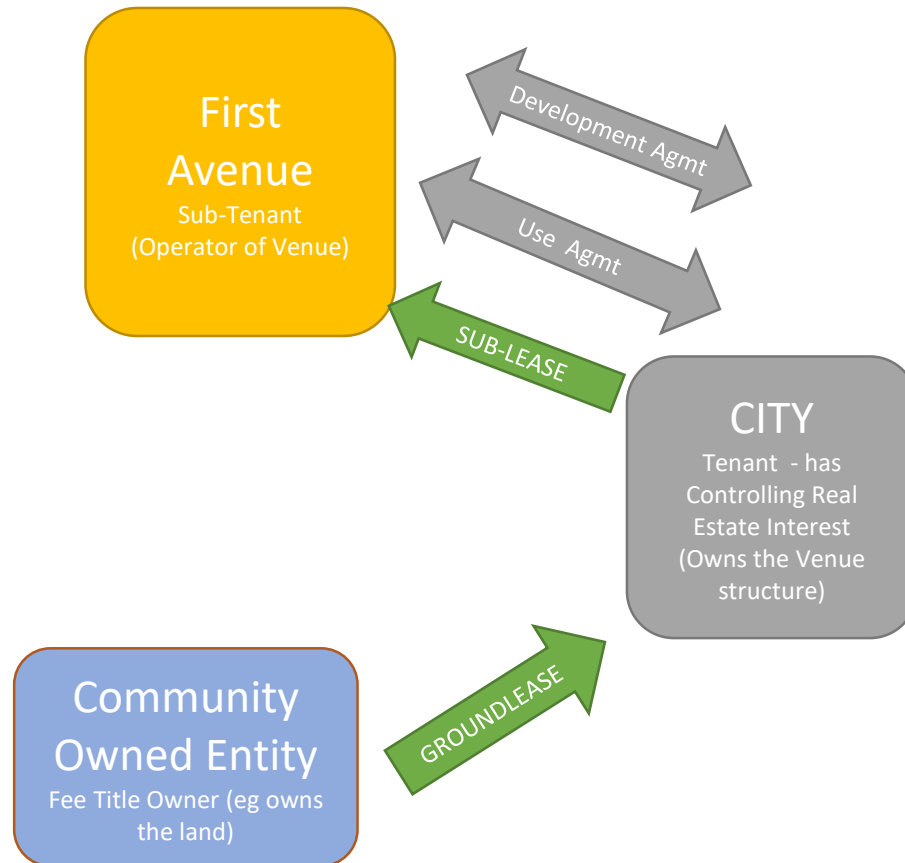 First
Avenue
Sub-Tenant
(Operator of Venue)
Development Agmt
Use  Agmt
SUB-LEASE
CITY
Tenant  - has
Controlling Real
Estate Interest
(Owns the Venue
structure)
GROUNDLEASE
Community
Owned Entity
Fee Title Owner (eg owns
the land)